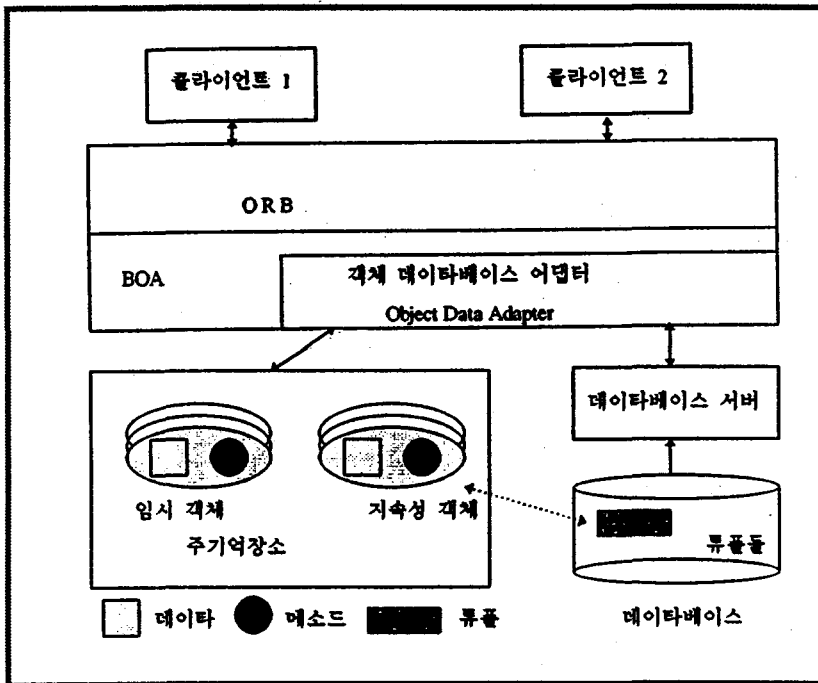 클라이언트 1
클라이언트 2
ORB
BOA
객체 데이타베이스 어댑터
Object Data Adapter
데이타베이스 서버
임시 객체
지속성 객체
주기억장소
튜플들
데이타
메소드
튜플
데이타베이스